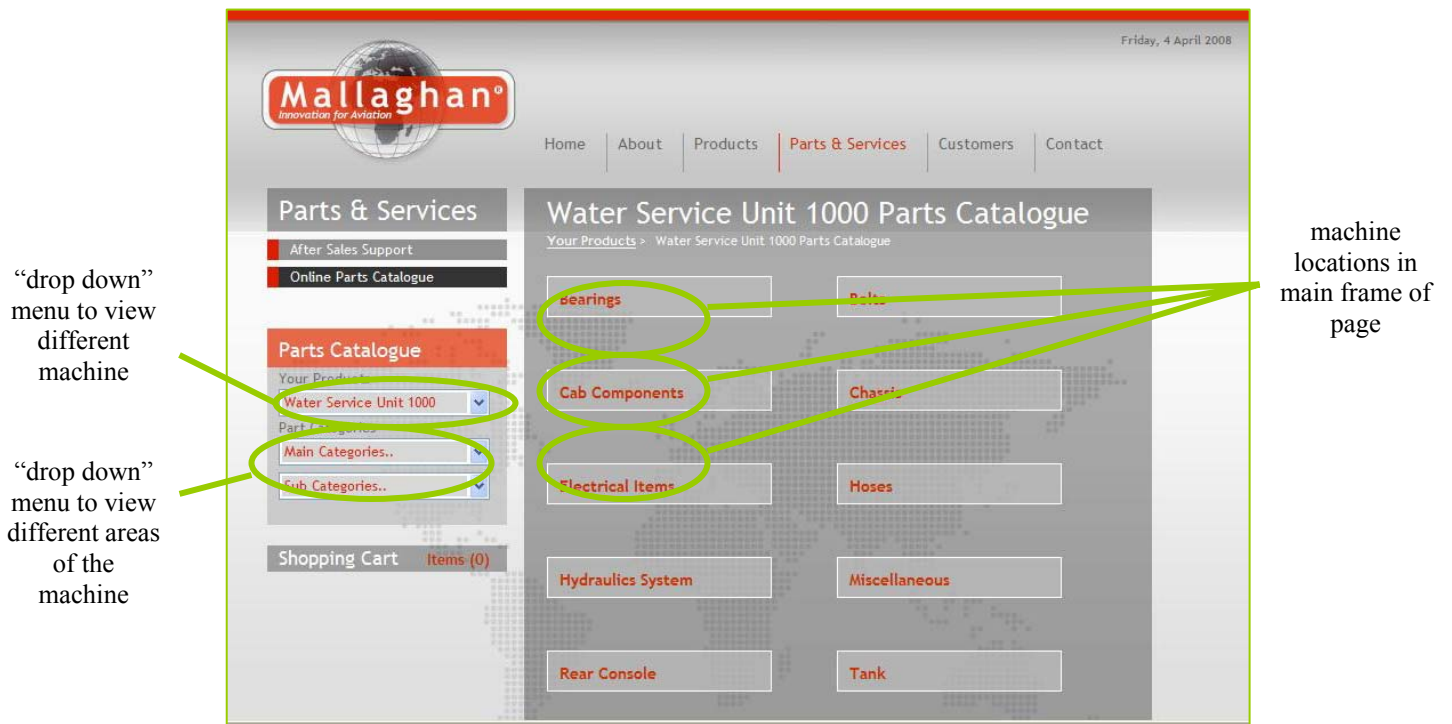 Friday, 4 April 2008
Mallaghan®
Innovation for Aviation
Home
About
Products
Parts & Services
Customers
Contact
Parts & Services
After Sales Support
Online Parts Catalogue
Parts Catalogue
Your Products
Water Service Unit 1000
Part Categories
Main Categories..
Sub Categories..
Shopping Cart Items (0)
Water Service Unit 1000 Parts Catalogue
Your Products > Water Service Unit 1000 Parts Catalogue
Bearings
Bolts
Cab Components
Chassis
Electrical Items
Hoses
Hydraulics System
Miscellaneous
Rear Console
Tank
“drop down”
menu to view
different
machine
“drop down”
menu to view
different areas
of the
machine
machine
locations in
main frame of
page